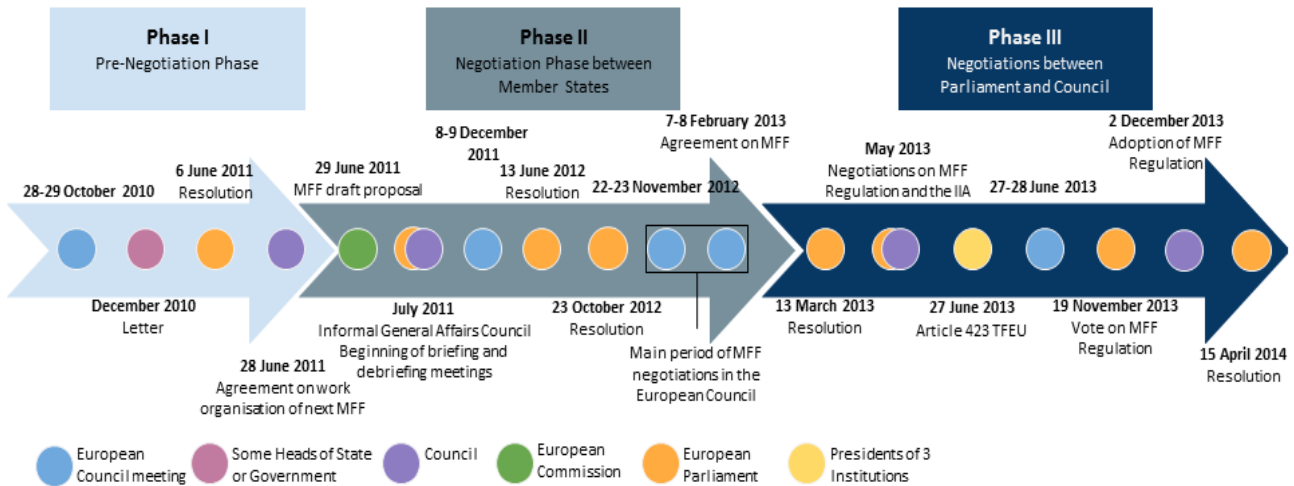 Phase I
Pre-Negotiation Phase
Phase II
Negotiation Phase between
Member States
Phase III
Negotiations between
Parliament and Council
28-29 October 2010
6 June 2011
Resolution
29 June 2011
MFF draft proposal
8-9 December
2011
13 June 2012
Resolution
22-23 November 2012
7-8 February 2013
Agreement on MFF
May 2013
Negotiations on MFF
Regulation and the IIA
27-28 June 2013
2 December 2013
Adoption of MFF
Regulation
December 2010
Letter
28 June 2011
Agreement on work
organisation of next MFF
July 2011
Informal General Affairs Council
Beginning of briefing and
debriefing meetings
23 October 2012
Resolution
Main period of MFF
negotiations in the
European Council
13 March 2013
Resolution
27 June 2013
Article 423 TFEU
19 November 2013
Vote on MFF
Regulation
15 April 2014
Resolution
European
Council meeting
Some Heads of State
or Government
Council
European
Commission
European
Parliament
Presidents of 3
Institutions